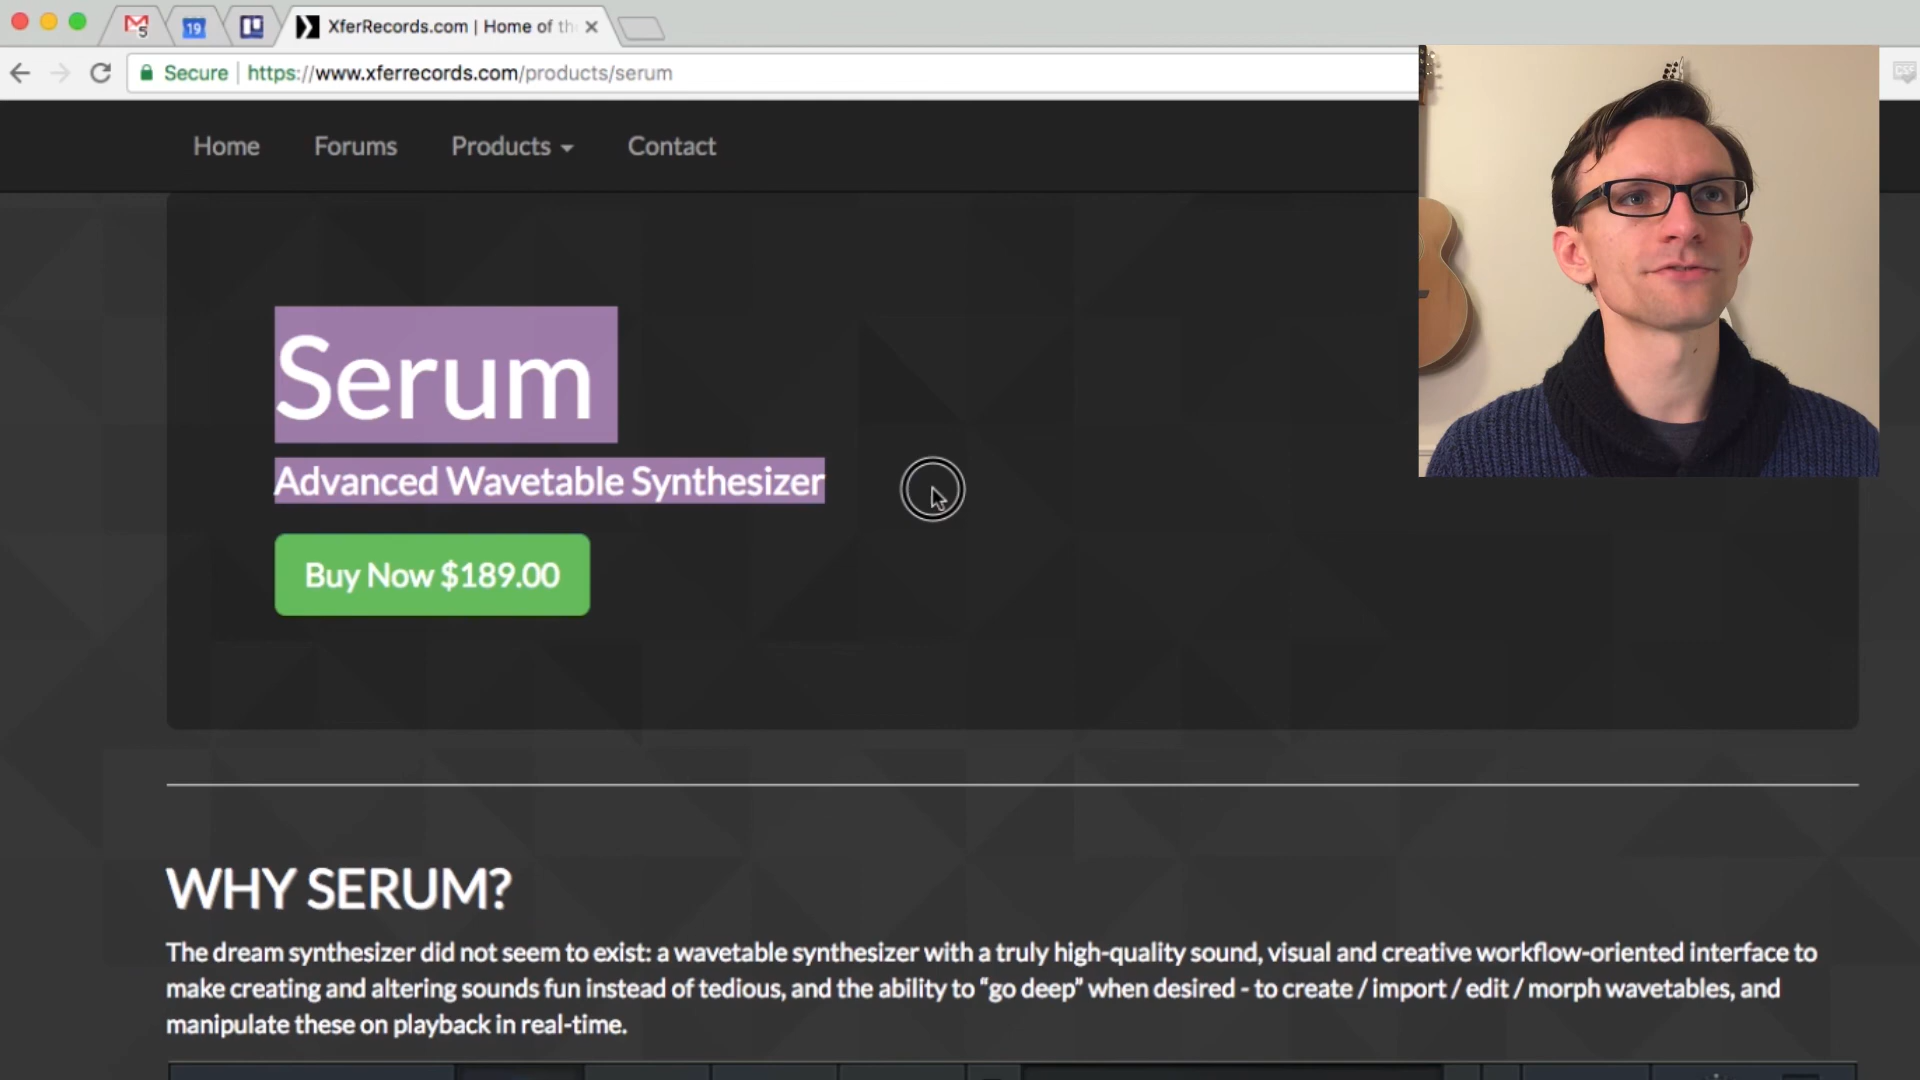 5
19
XferRecords.com | Home of th
Secure | https://www.xferrecords.com/products/serum
CSS
Home Forums Products Contact
Serum
Advanced Wavetable Synthesizer
Buy Now $189.00
WHY SERUM?
The dream synthesizer did not seem to exist: a wavetable synthesizer with a truly high-quality sound, visual and creative workflow-oriented interface to
make creating and altering sounds fun instead of tedious, and the ability to “go deep” when desired - to create / import / edit / morph wavetables, and
manipulate these on playback in real-time.